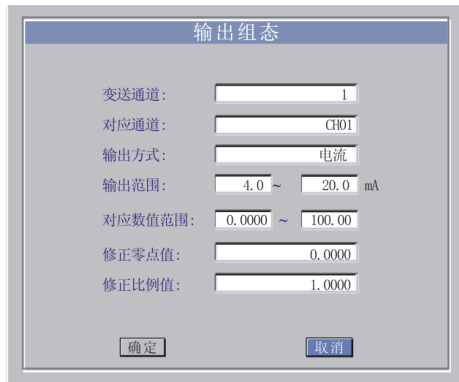 输出组态
变送通道: 1
对应通道: CH01
输出方式: 电流
输出范围: 4.0 ~ 20.0 mA
对应数值范围: 0.0000 ~ 100.00
修正零点值: 0.0000
修正比例值: 1.0000
确定 取消